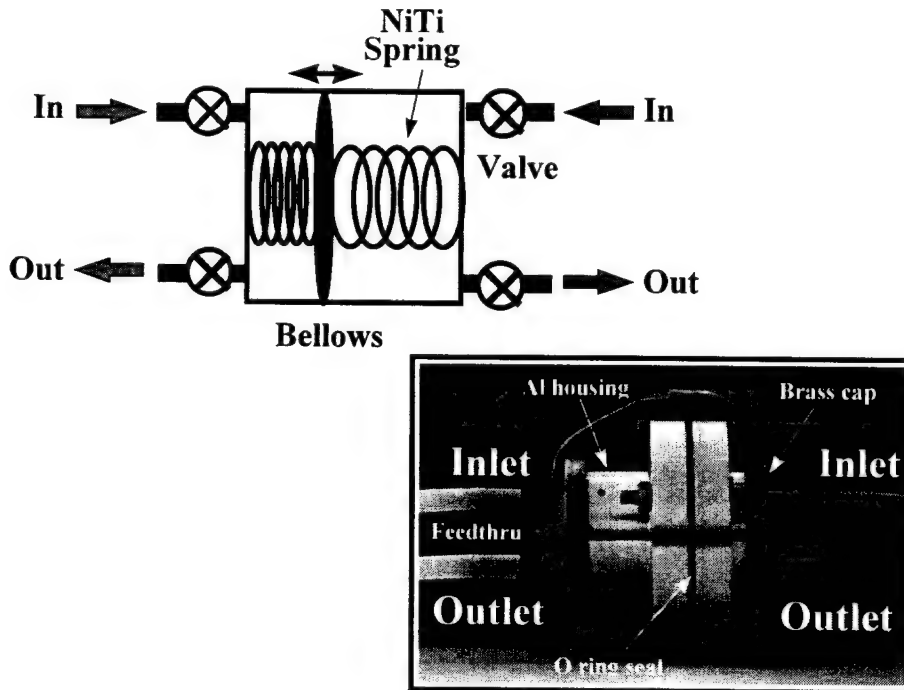 NiTi
Spring
In
In
Valve
Out
Out
Bellows
Al housing
Brass cap
Inlet
Inlet
Feedthru
Outlet
Outlet
O ring seal